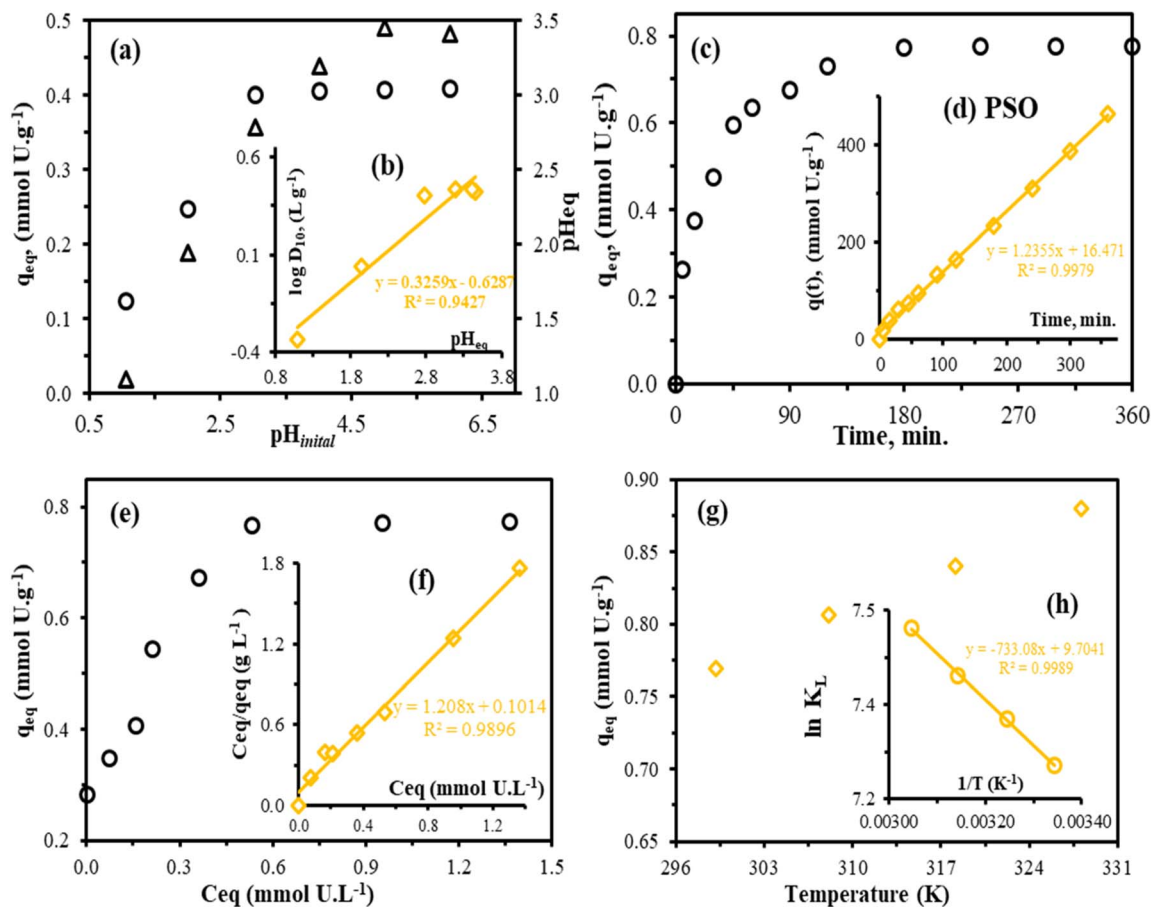 (a)
q_eq, (mmol U.g⁻¹)
0.5
0.4
0.3
0.2
0.1
0.0
0.5 2.5 4.5 6.5
pH_inital
3.5
3.0
2.5
2.0
1.5
1.0
pHeq
(b)
log D₁₀, (L g⁻¹)
0.6
0.1
-0.4
0.8 1.8 2.8 3.8
pH_eq
y = 0.3259x - 0.6287
R² = 0.9427
(c)
q_eq, (mmol U.g⁻¹)
0.8
0.6
0.4
0.2
0.0
0 90 180 270 360
Time, min.
(d) PSO
q(t), (mmol U.g⁻¹)
400
200
0
0 100 200 300
Time, min.
y = 1.2355x + 16.471
R² = 0.9979
(e)
q_eq (mmol U.g⁻¹)
0.8
0.6
0.4
0.2
0.0 0.3 0.6 0.9 1.2 1.5
Ceq (mmol U.L⁻¹)
(f)
Ceq/qeq (g L⁻¹)
1.8
1.2
0.6
0.0
0.0 0.4 0.8 1.2
Ceq (mmol U.L⁻¹)
y = 1.208x + 0.1014
R² = 0.9896
(g)
q_eq (mmol U.g⁻¹)
0.90
0.85
0.80
0.75
0.70
0.65
296 303 310 317 324 331
Temperature (K)
(h)
ln K_L
7.5
7.4
7.2
0.00300 0.00320 0.00340
1/T (K⁻¹)
y = -733.08x + 9.7041
R² = 0.9989